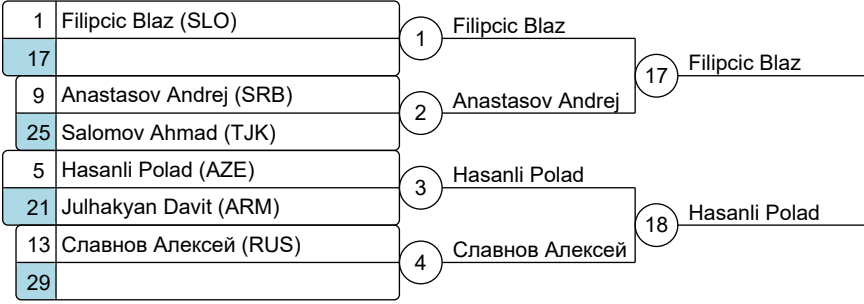 1 Filipcic Blaz (SLO)
17
9 Anastasov Andrej (SRB)
25 Salomov Ahmad (TJK)
5 Hasanli Polad (AZE)
21 Julhakyan Davit (ARM)
13 Славнов Алексей (RUS)
29
1
Filipcic Blaz
2
Anastasov Andrej
3
Hasanli Polad
4
Славнов Алексей
17
Filipcic Blaz
18
Hasanli Polad